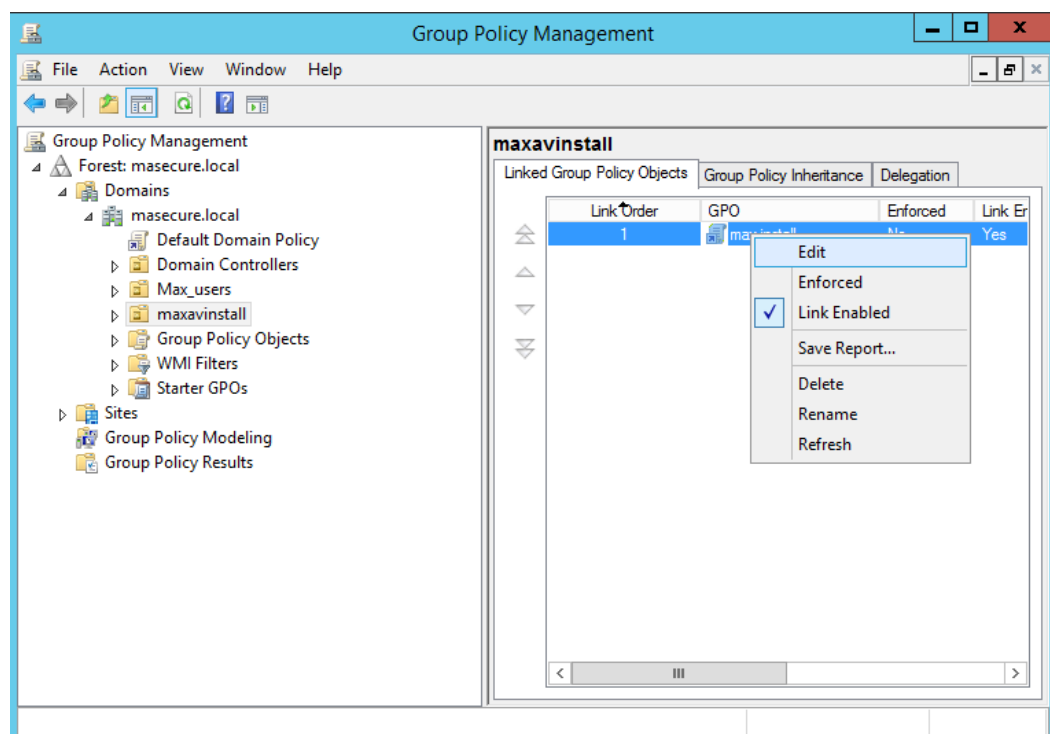 Group Policy Management
File Action View Window Help
Group Policy Management
Forest: masecure.local
Domains
masecure.local
Default Domain Policy
Domain Controllers
Max_users
maxavinstall
Group Policy Objects
WMI Filters
Starter GPOs
Sites
Group Policy Modeling
Group Policy Results
maxavinstall
Linked Group Policy Objects Group Policy Inheritance Delegation
Link Order GPO Enforced Link Er
1 No Yes
Edit
Enforced
Link Enabled
Save Report...
Delete
Rename
Refresh